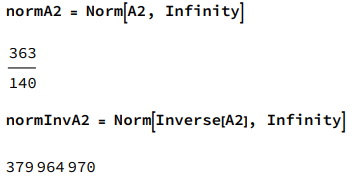 normA2 = Norm[A2, Infinity]
363
140
normInvA2 = Norm[Inverse[A2], Infinity]
379 964 970